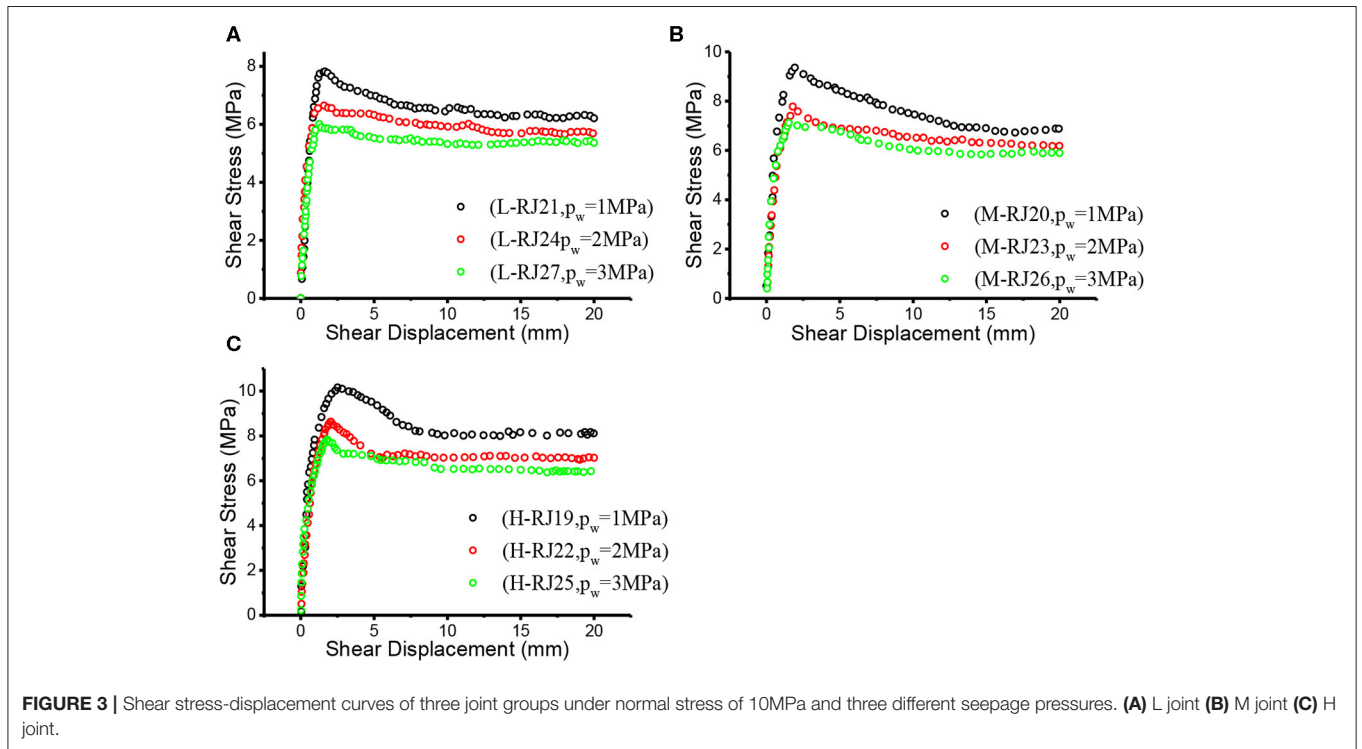 A
8
6
4
2
0
Shear Stress (MPa)
(L-RJ21,pw=1MPa)
(L-RJ24pw=2MPa)
(L-RJ27,pw=3MPa)
0 5 10 15 20
Shear Displacement (mm)
B
10
8
6
4
2
0
Shear Stress (MPa)
(M-RJ20,pw=1MPa)
(M-RJ23,pw=2MPa)
(M-RJ26,pw=3MPa)
0 5 10 15 20
Shear Displacement (mm)
C
10
8
6
4
2
0
Shear Stress (MPa)
(H-RJ19,pw=1MPa)
(H-RJ22,pw=2MPa)
(H-RJ25,pw=3MPa)
0 5 10 15 20
Shear Displacement (mm)
FIGURE 3 | Shear stress-displacement curves of three joint groups under normal stress of 10MPa and three different seepage pressures. (A) L joint (B) M joint (C) H
joint.